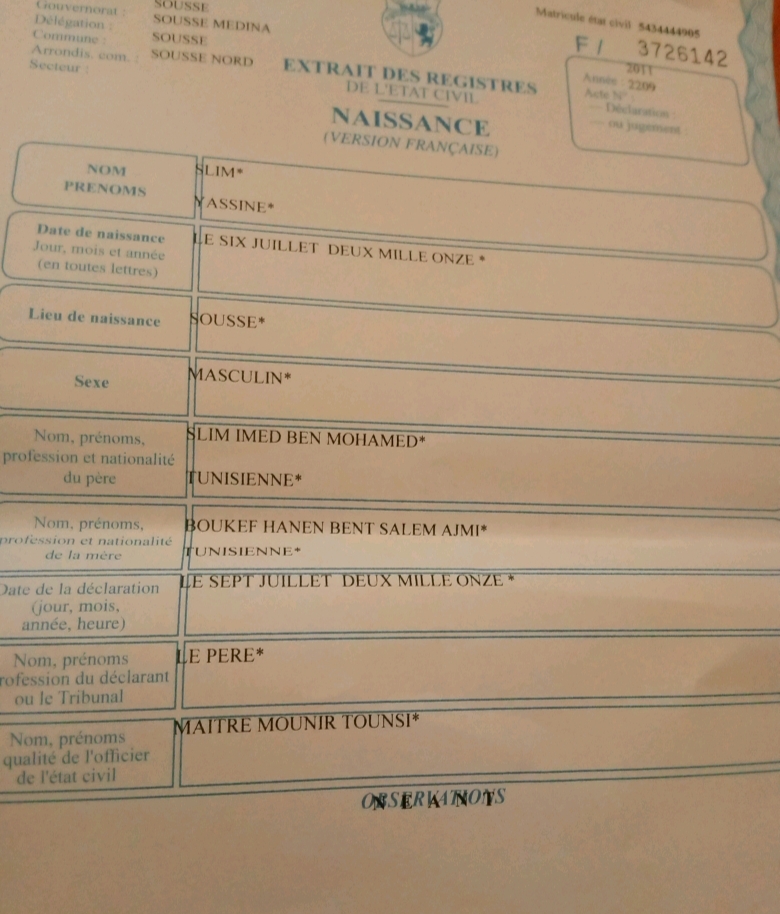 Gouvernorat : SOUSSE
Délégation : SOUSSE MEDINA
Commune : SOUSSE
Arrondis. com. : SOUSSE NORD
Secteur :
Matricule état civil 5434444905
F / 3726142
EXTRAIT DES REGISTRES
DE L'ETAT CIVIL
NAISSANCE
(VERSION FRANÇAISE)
2011
Année : 2209
Acte N° :
— Déclaration :
— ou jugement :
NOM SLIM*
PRENOMS YASSINE*
Date de naissance LE SIX JUILLET DEUX MILLE ONZE *
Jour, mois et année
(en toutes lettres)
Lieu de naissance SOUSSE*
Sexe MASCULIN*
Nom, prénoms, SLIM IMED BEN MOHAMED*
profession et nationalité
du père TUNISIENNE*
Nom, prénoms, BOUKEF HANEN BENT SALEM AJMI*
profession et nationalité
de la mère TUNISIENNE*
Date de la déclaration LE SEPT JUILLET DEUX MILLE ONZE *
(jour, mois,
année, heure)
Nom, prénoms LE PERE*
rofession du déclarant
ou le Tribunal
Nom, prénoms MAITRE MOUNIR TOUNSI*
qualité de l'officier
de l'état civil
OBSERVATIONS
N E A N T